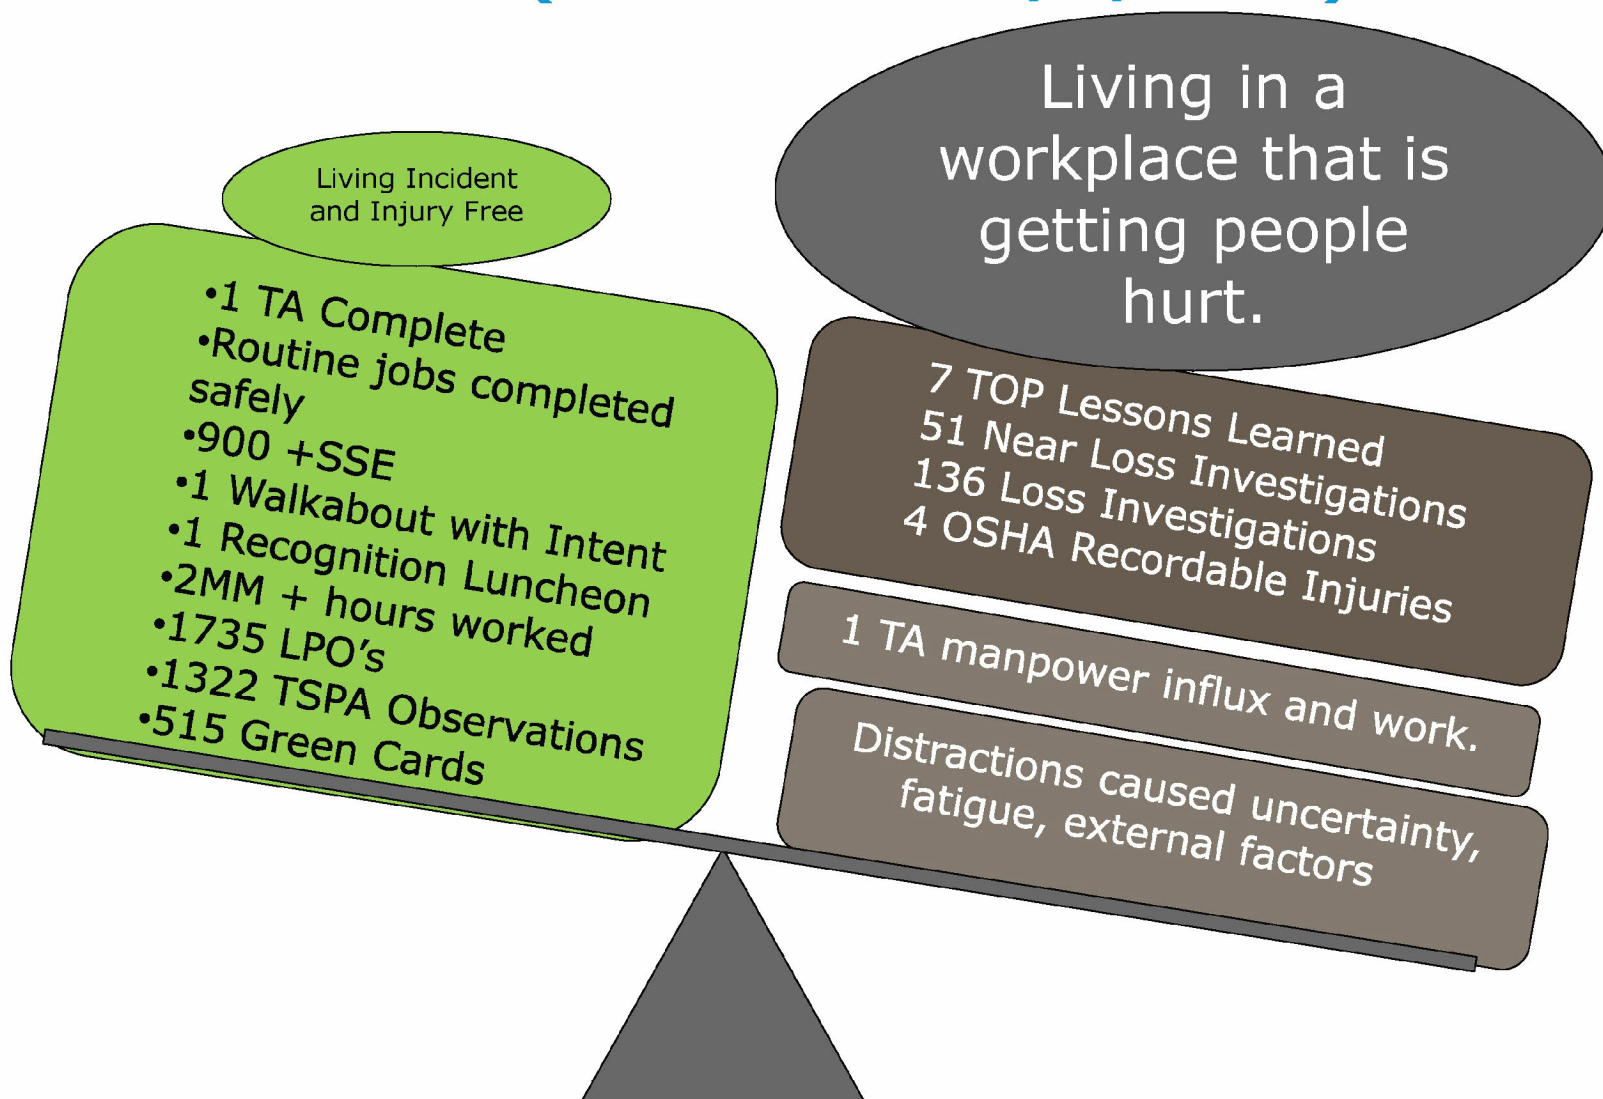 Living Incident
and Injury Free
•1 TA Complete
•Routine jobs completed
safely
•900 +SSE
•1 Walkabout with Intent
•1 Recognition Luncheon
•2MM + hours worked
•1735 LPO’s
•1322 TSPA Observations
•515 Green Cards
Living in a
workplace that is
getting people
hurt.
7 TOP Lessons Learned
51 Near Loss Investigations
136 Loss Investigations
4 OSHA Recordable Injuries
1 TA manpower influx and work.
Distractions caused uncertainty,
fatigue, external factors